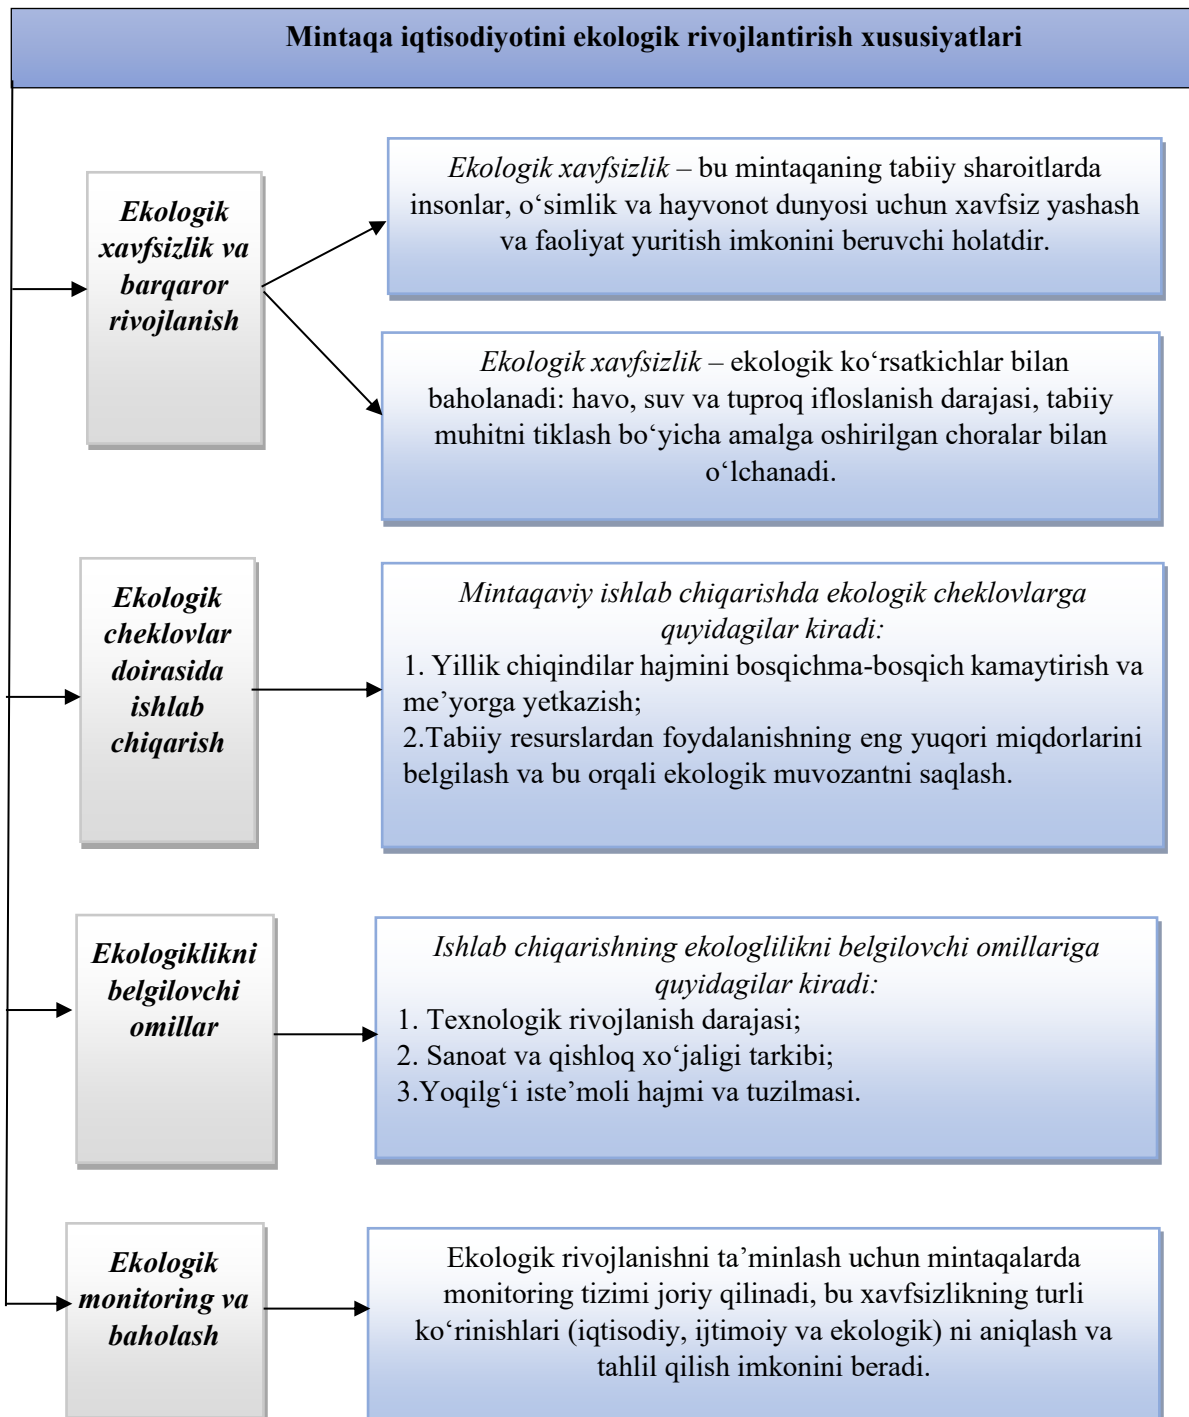 Mintaqa iqtisodiyotini ekologik rivojlantirish xususiyatlari
Ekologik
xavfsizlik va
barqaror
rivojlanish
Ekologik xavfsizlik – bu mintaqaning tabiiy sharoitlarda
insonlar, o‘simlik va hayvonot dunyosi uchun xavfsiz yashash
va faoliyat yuritish imkonini beruvchi holatdir.
Ekologik xavfsizlik – ekologik ko‘rsatkichlar bilan
baholanadi: havo, suv va tuproq ifloslanish darajasi, tabiiy
muhitni tiklash bo‘yicha amalga oshirilgan choralar bilan
o‘lchanadi.
Ekologik
cheklovlar
doirasida
ishlab
chiqarish
Mintaqaviy ishlab chiqarishda ekologik cheklovlarga
quyidagilar kiradi:
1. Yillik chiqindilar hajmini bosqichma-bosqich kamaytirish va
me’yorga yetkazish;
2.Tabiiy resurslardan foydalanishning eng yuqori miqdorlarini
belgilash va bu orqali ekologik muvozantni saqlash.
Ekologiklikni
belgilovchi
omillar
Ishlab chiqarishning ekologlilikni belgilovchi omillariga
quyidagilar kiradi:
1. Texnologik rivojlanish darajasi;
2. Sanoat va qishloq xo‘jaligi tarkibi;
3.Yoqilg‘i iste’moli hajmi va tuzilmasi.
Ekologik
monitoring va
baholash
Ekologik rivojlanishni ta’minlash uchun mintaqalarda
monitoring tizimi joriy qilinadi, bu xavfsizlikning turli
ko‘rinishlari (iqtisodiy, ijtimoiy va ekologik) ni aniqlash va
tahlil qilish imkonini beradi.